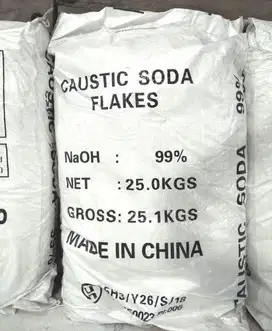 CAUSTIC SODA
FLAKES
NaOH : 99%
NET : 25.0KGS
GROSS: 25.1KGS
MADE IN CHINA
CAUSTIC SODA 99%